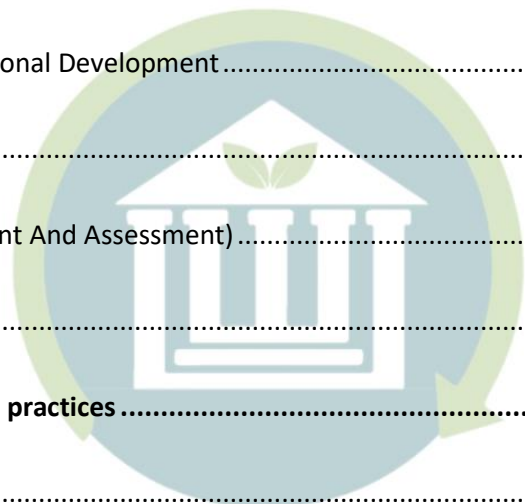 onal Development................................................
................................................................................
nt And Assessment)..............................................
................................................................................
practices................................................................
................................................................................